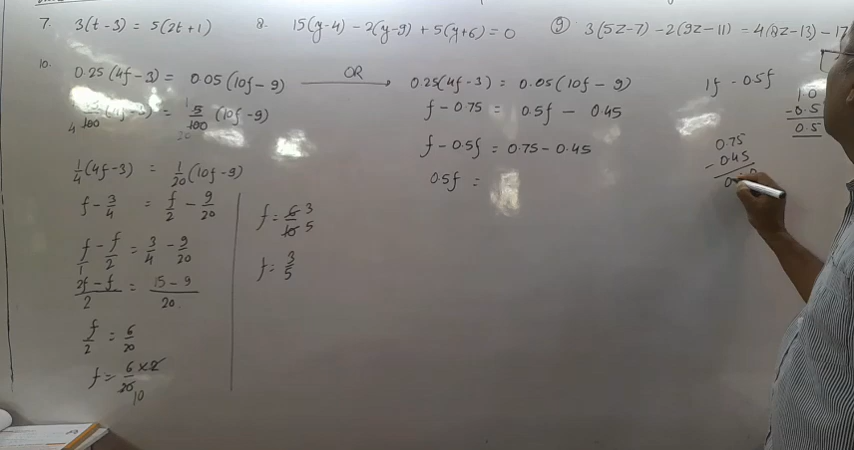 7. 3(t-3) = 5(2t+1) 8. 15(y-4) - 2(y-9) + 5(y+6) = 0 9 3(5z-7) - 2(9z-11) = 4(8z-13) - 17
10.
0.25(4f-3) = 0.05(10f-9) OR 0.25(4f-3) = 0.05(10f-9)
5/100 (10f-9)
1/4 (4f-3) = 1/20 (10f-9)
f - 3/4 = f/2 - 9/20
f/1 - f/2 = 3/4 - 9/20
2f-f/2 = 15-9/20
f/2 = 6/20
f = 6×2/20
10
f = 6/10 3 5
f = 3/5
f - 0.75 = 0.5f - 0.45
f - 0.5f = 0.75 - 0.45
0.5f =
1f - 0.5f
1.0
-0.5
0.5
0.75
- 0.45